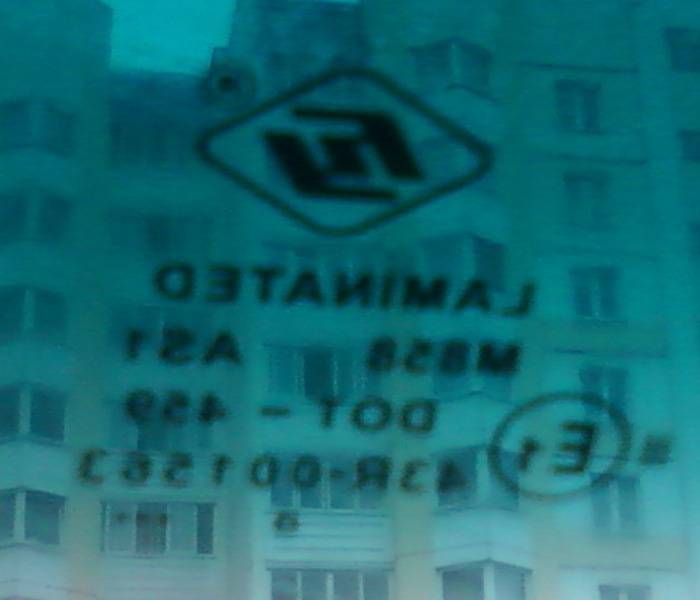 LAMINATED
M858 AS1
DOT - 459
E1 43R-001563